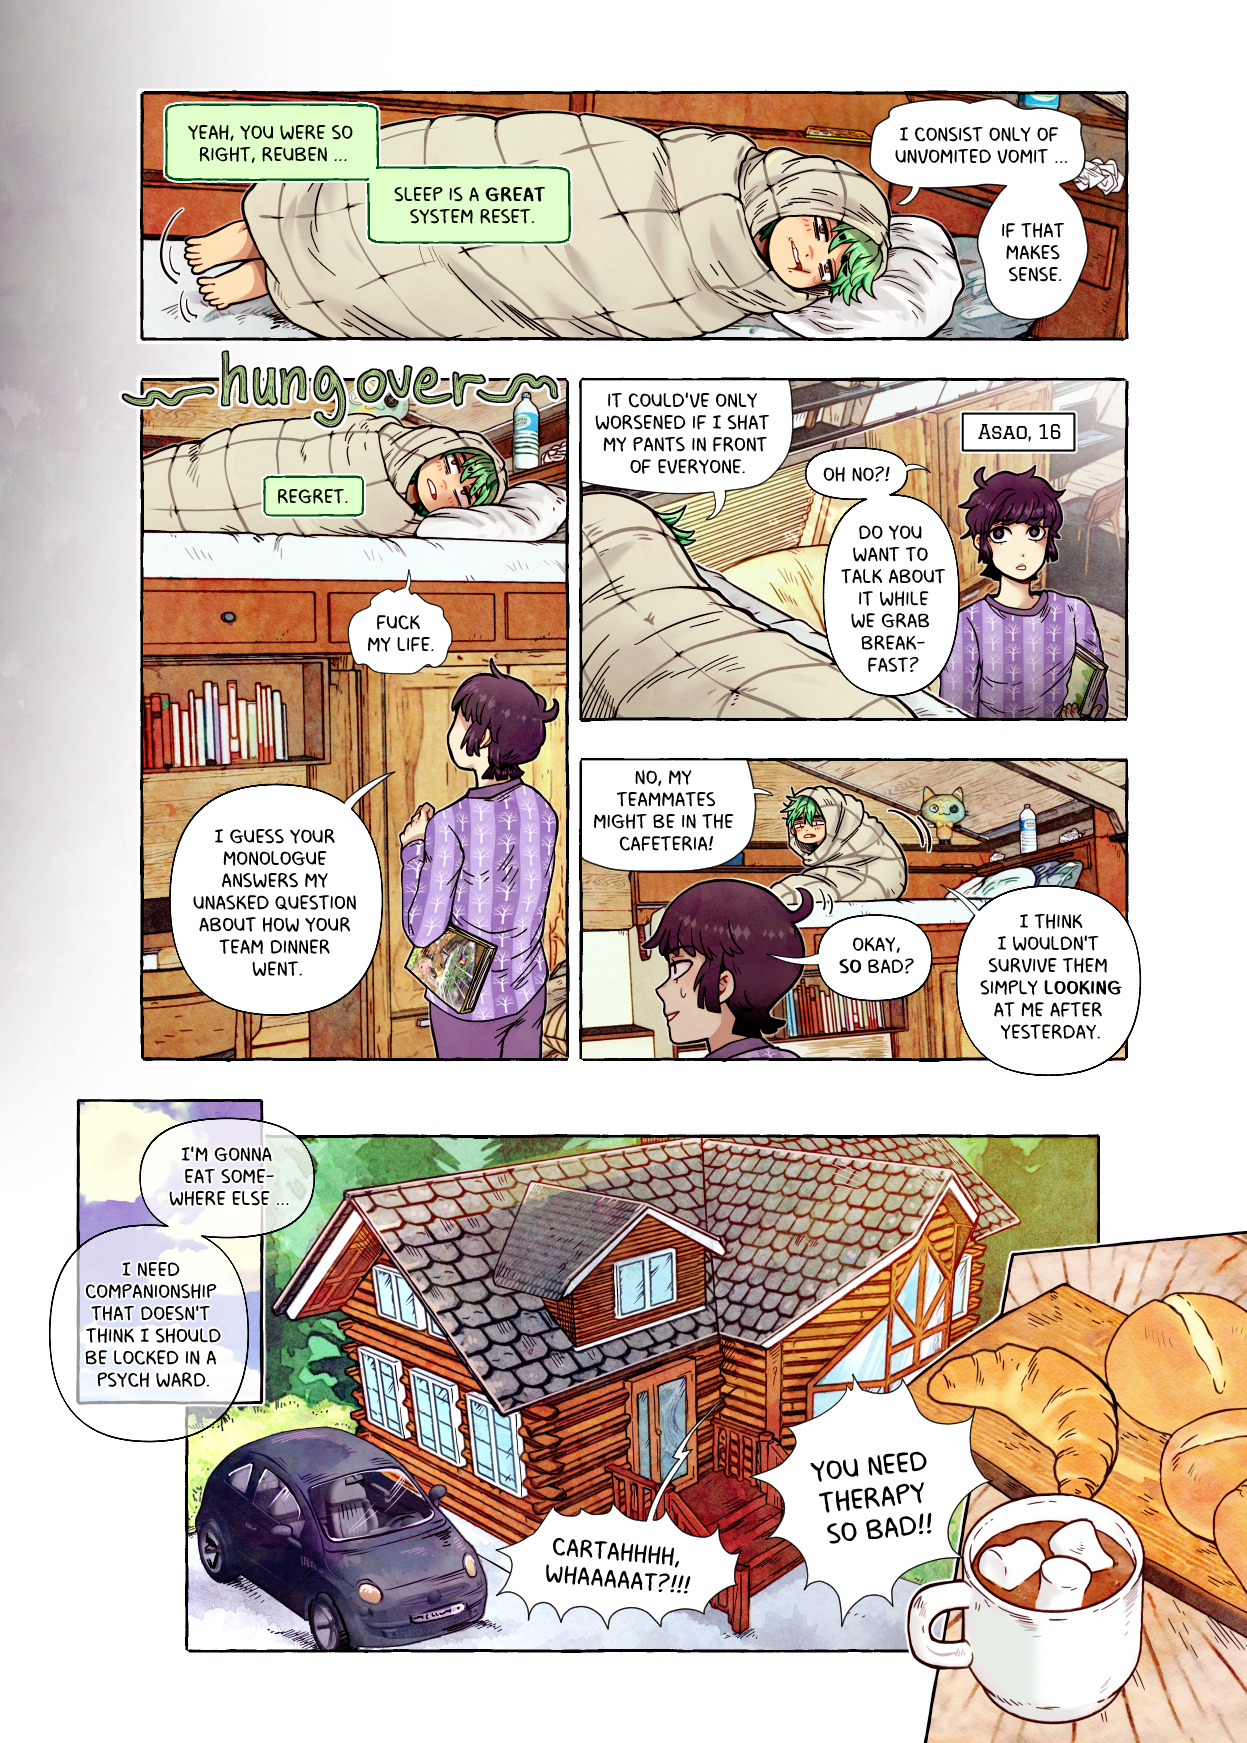 YEAH, YOU WERE SO
RIGHT, REUBEN ...
SLEEP IS A GREAT
SYSTEM RESET.
I CONSIST ONLY OF
UNVOMITED VOMIT ...
IF THAT
MAKES
SENSE.
hungover
REGRET.
FUCK
MY LIFE.
I GUESS YOUR
MONOLOGUE
ANSWERS MY
UNASKED QUESTION
ABOUT HOW YOUR
TEAM DINNER
WENT.
IT COULD'VE ONLY
WORSENED IF I SHAT
MY PANTS IN FRONT
OF EVERYONE.
ASAO, 16
OH NO?!
DO YOU
WANT TO
TALK ABOUT
IT WHILE
WE GRAB
BREAK-
FAST?
NO, MY
TEAMMATES
MIGHT BE IN THE
CAFETERIA!
OKAY,
SO BAD?
I THINK
I WOULDN'T
SURVIVE THEM
SIMPLY LOOKING
AT ME AFTER
YESTERDAY.
I'M GONNA
EAT SOME-
WHERE ELSE ...
I NEED
COMPANIONSHIP
THAT DOESN'T
THINK I SHOULD
BE LOCKED IN A
PSYCH WARD.
CARTAHHHH,
WHAAAAAT?!!!
YOU NEED
THERAPY
SO BAD!!